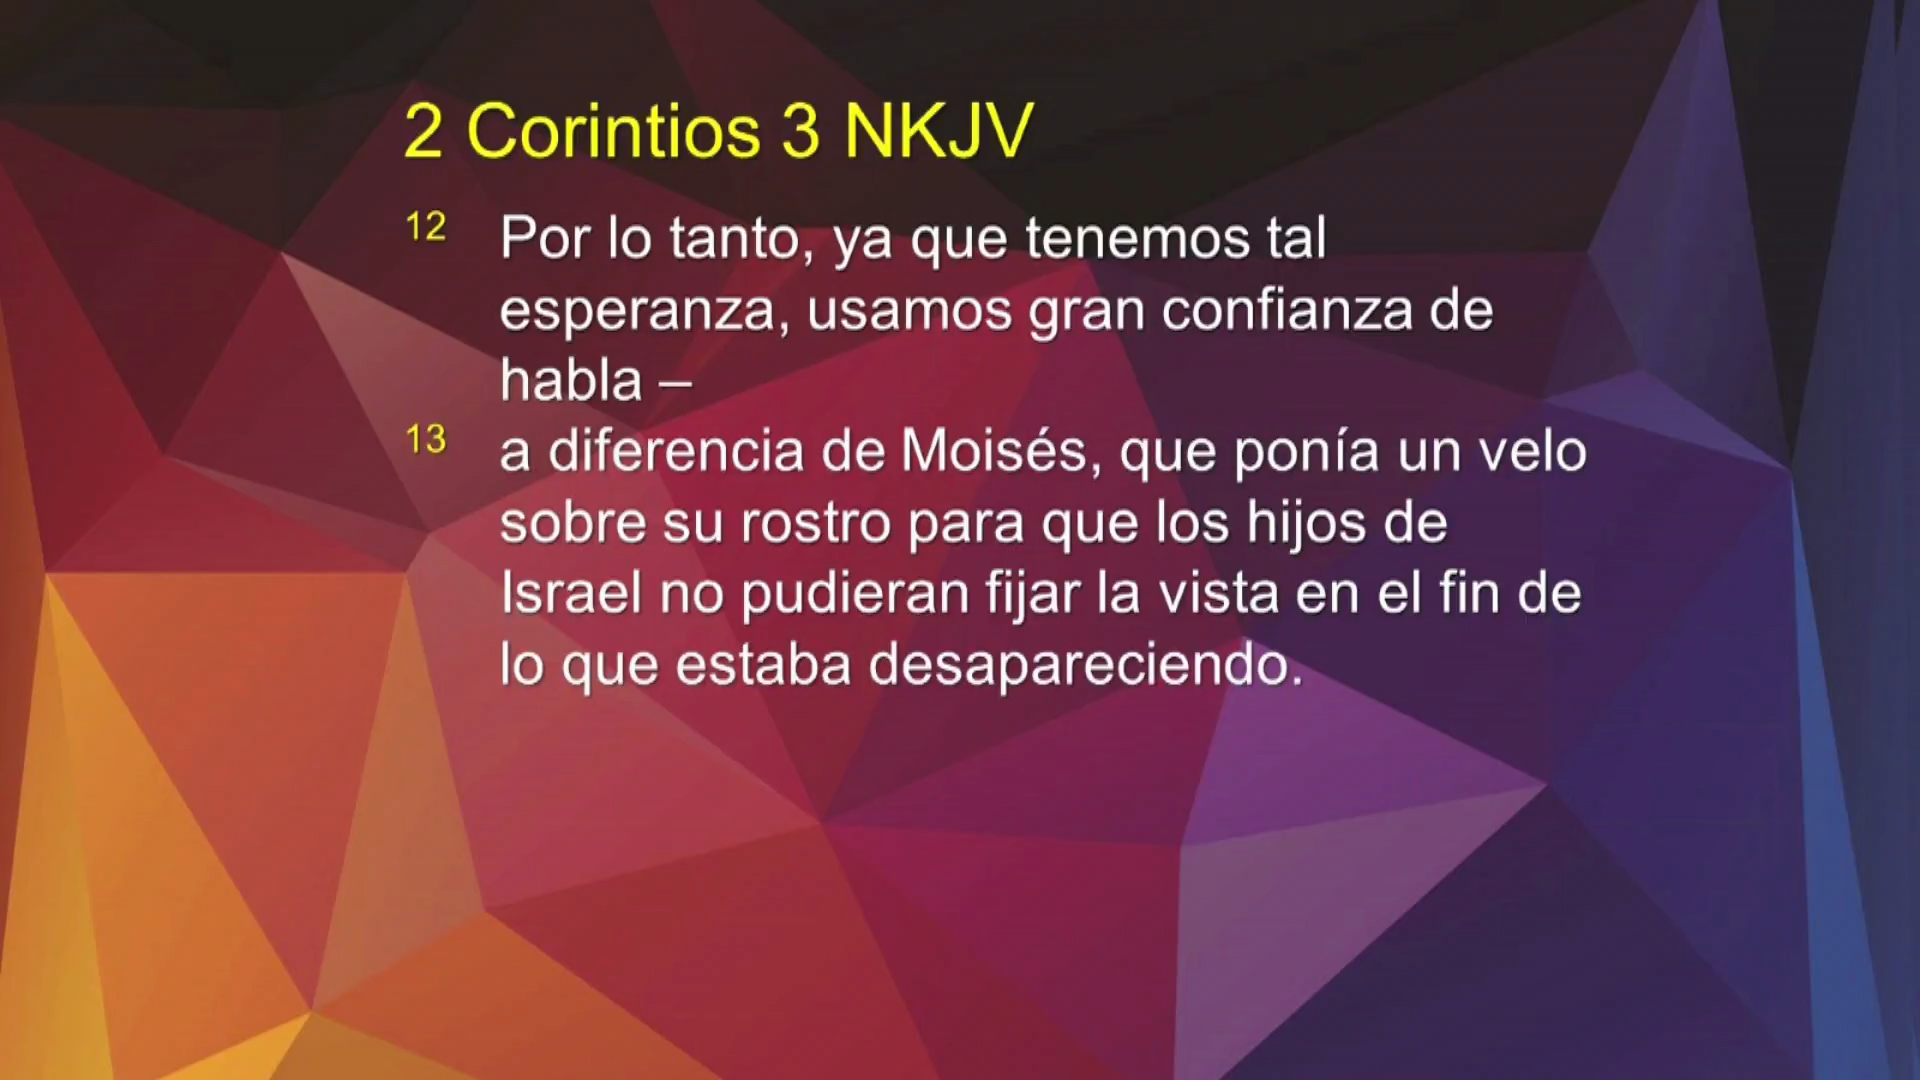 2 Corintios 3 NKJV
12 Por lo tanto, ya que tenemos tal
esperanza, usamos gran confianza de
habla –
13 a diferencia de Moisés, que ponía un velo
sobre su rostro para que los hijos de
Israel no pudieran fijar la vista en el fin de
lo que estaba desapareciendo.